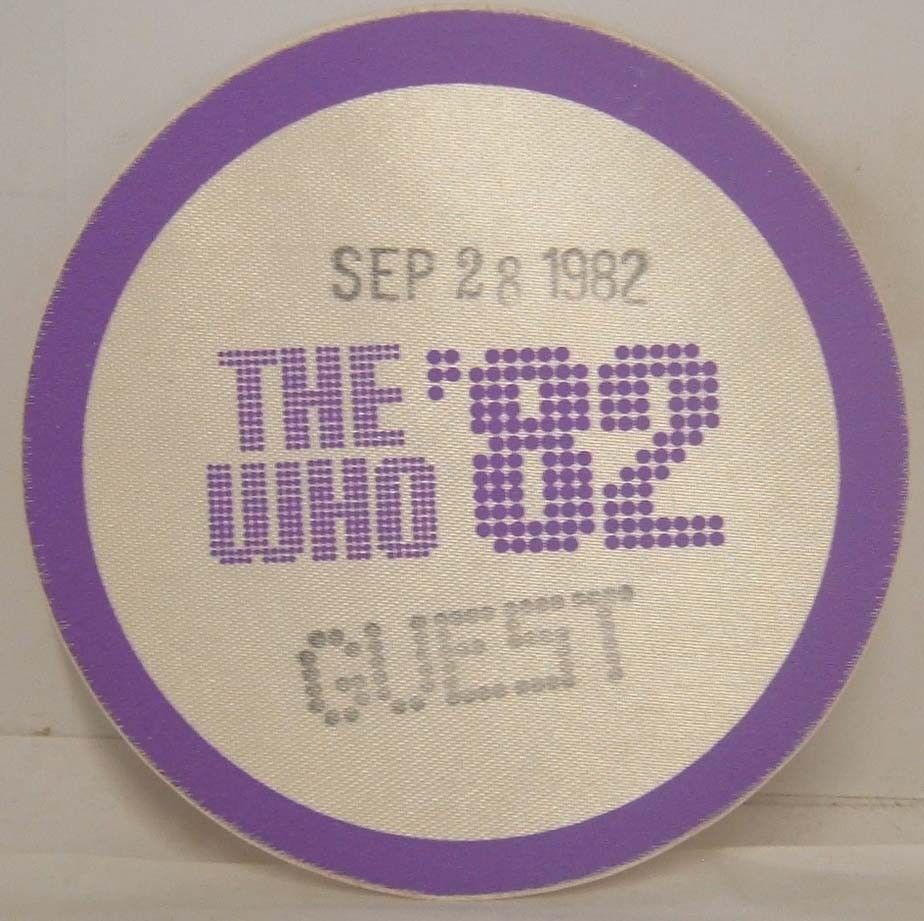 SEP 28 1982
THE '82
WHO
GUEST